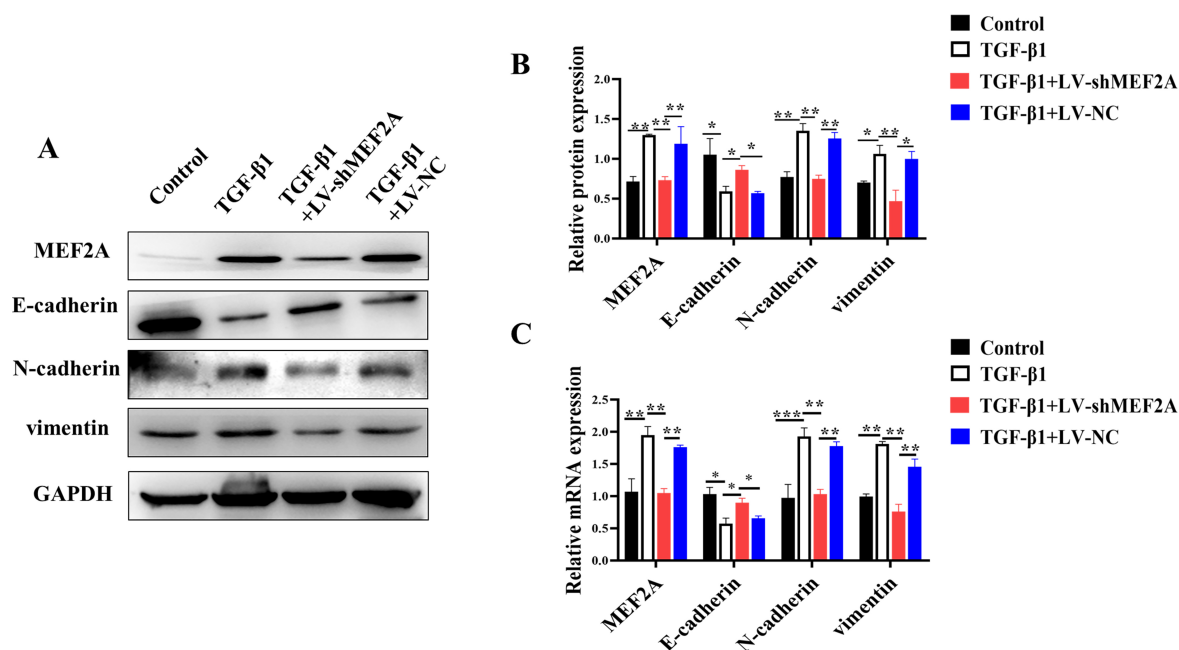 A
Control
TGF-β1
TGF-β1
+LV-shMEF2A
TGF-β1
+LV-NC
MEF2A
E-cadherin
N-cadherin
vimentin
GAPDH
B
Control
TGF-β1
TGF-β1+LV-shMEF2A
TGF-β1+LV-NC
Relative protein expression
2.0
1.5
1.0
0.5
0.0
** ** **
* * *
** ** **
* ** *
MEF2A
E-cadherin
N-cadherin
vimentin
C
Control
TGF-β1
TGF-β1+LV-shMEF2A
TGF-β1+LV-NC
Relative mRNA expression
2.5
2.0
1.5
1.0
0.5
0.0
** ** **
* * *
*** ** **
** ** **
MEF2A
E-cadherin
N-cadherin
vimentin